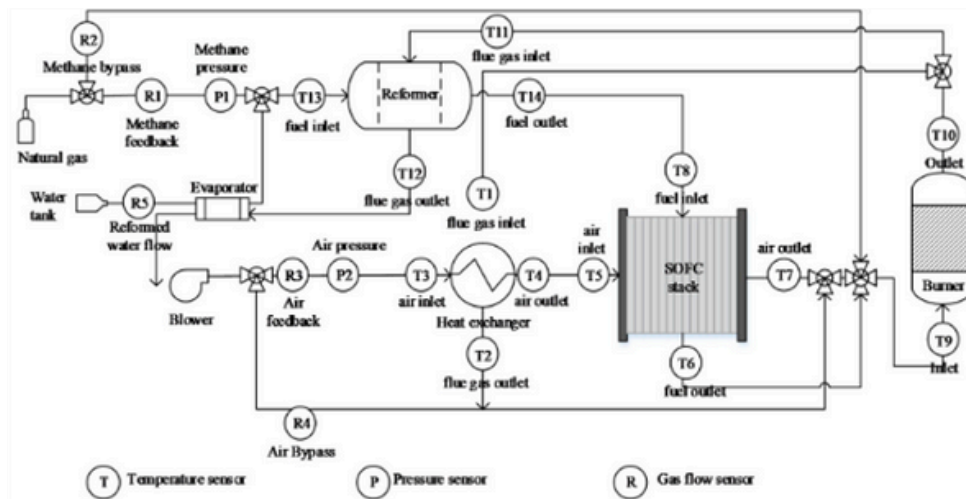 R2
T11
flue gas inlet
Methane bypass
Methane
pressure
R1
P1
T13
fuel inlet
Reformer
T14
fuel outlet
Methane
feedback
Natural gas
T10
Outlet
T12
flue gas outlet
T1
flue gas inlet
T8
fuel inlet
Water
tank
R5
Evaporator
Reformed
water flow
Air pressure
air
inlet
air outlet
Blower
R3
Air
feedback
P2
T3
air inlet
T4
air outlet
T5
SOFC
stack
T7
Burner
Heat exchanger
T2
flue gas outlet
T6
fuel outlet
T9
Inlet
R4
Air Bypass
T
Temperature sensor
P
Pressure sensor
R
Gas flow sensor